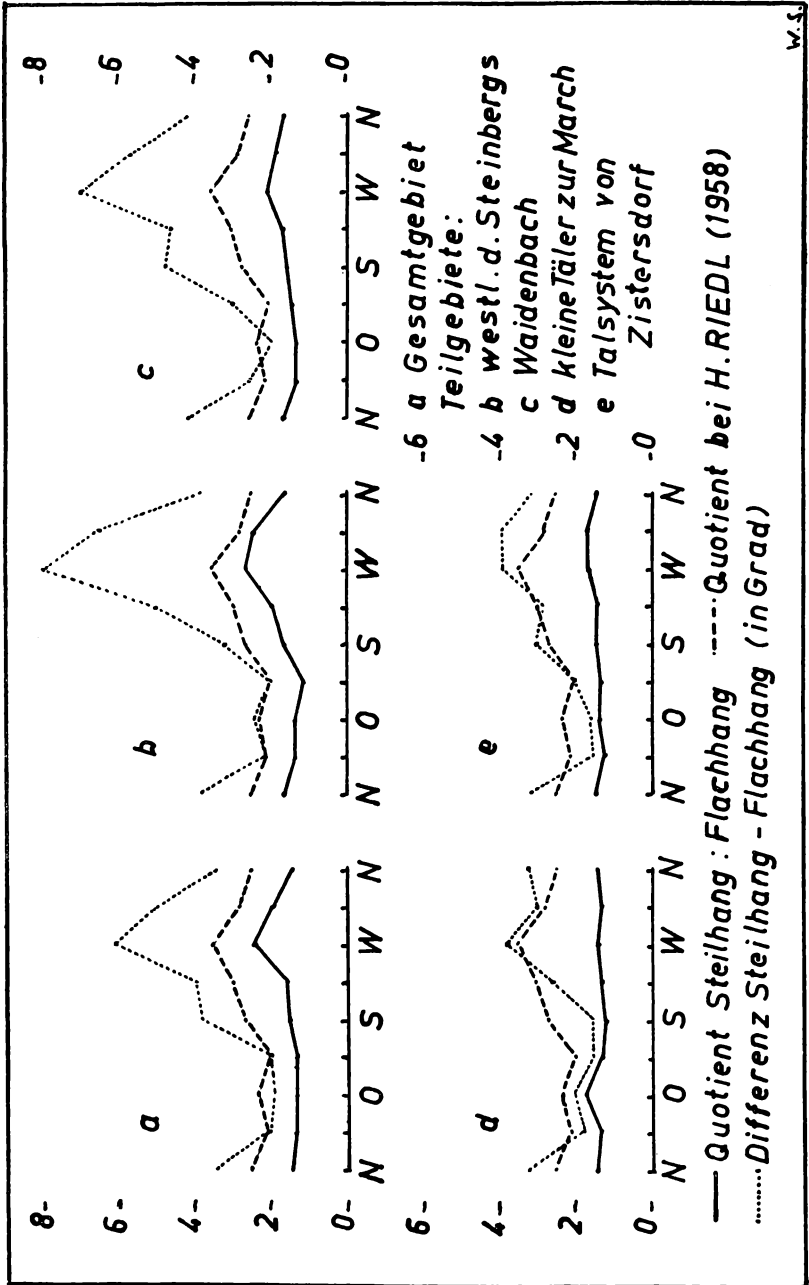 8-
6-
4-
2-
0-
a
N O S W N
b
N O S W N
c
N O S W N
-8
-6
-4
-2
-0
6-
4-
2-
0-
d
N O S W N
e
N O S W N
-6
-4
-2
-0
a Gesamtgebiet
Teilgebiete:
b westl. d. Steinbergs
c Waidenbach
d kleine Täler zur March
e Talsystem von
Zistersdorf
Quotient Steilhang : Flachhang ----Quotient bei H. RIEDL (1958)
........Differenz Steilhang - Flachhang (in Grad)
W.S.